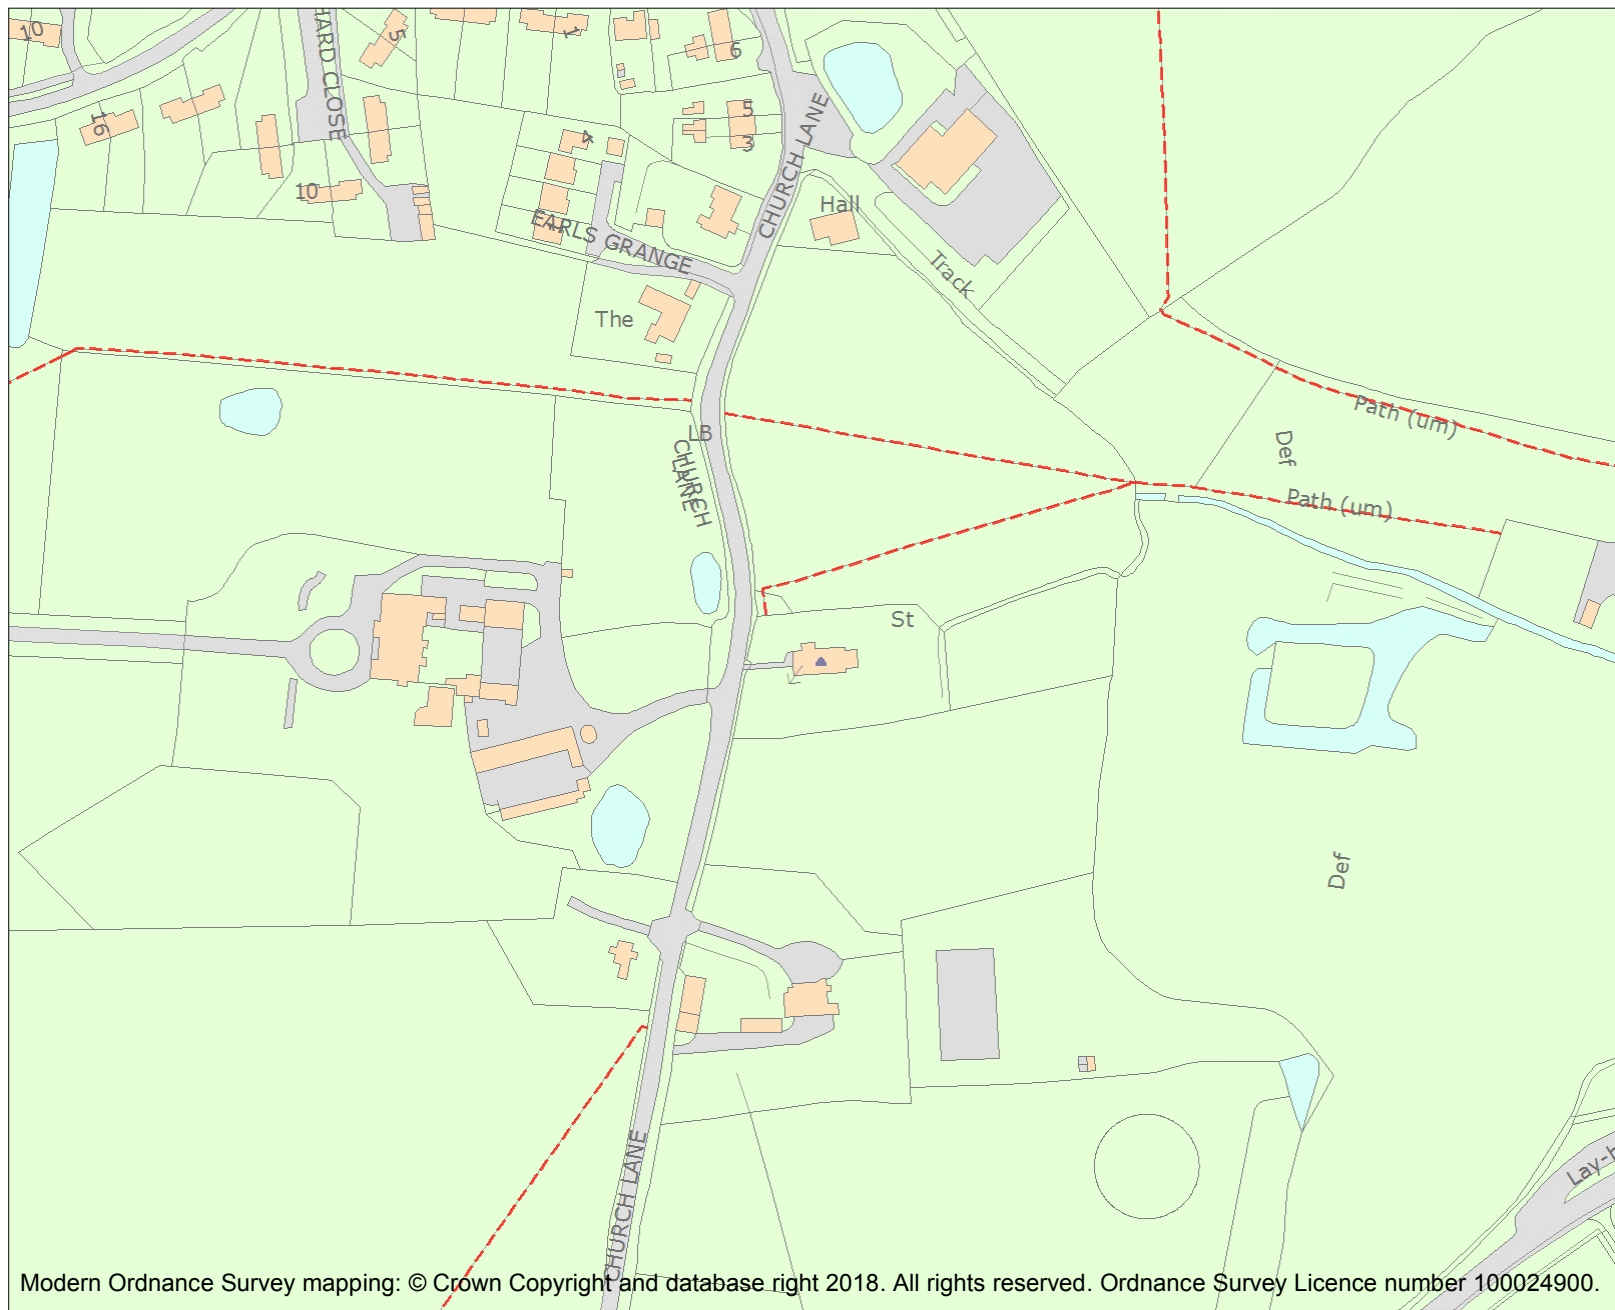 10
HARD CLOSE
5
1
6
16
5
3
4
CHURCH LANE
10
Hall
EARLS GRANGE
Track
The
Path (um)
LB
CHURCH
LANE
Def
Path (um)
St
Def
CHURCH LANE
Lay-b
Modern Ordnance Survey mapping: © Crown Copyright and database right 2018. All rights reserved. Ordnance Survey Licence number 100024900.